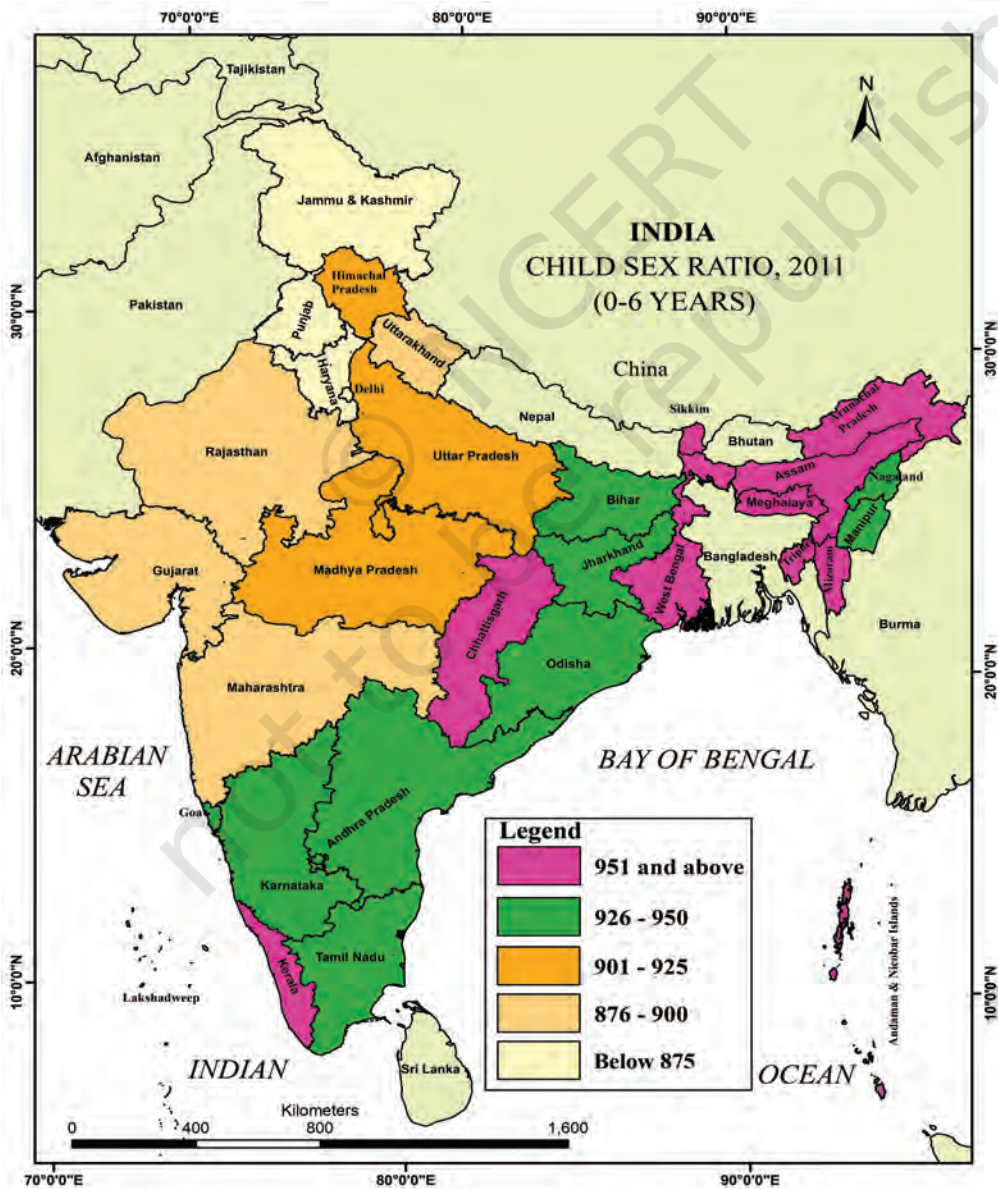 70°0'0"E 80°0'0"E 90°0'0"E
N
Tajikistan
Afghanistan
Jammu & Kashmir
INDIA
CHILD SEX RATIO, 2011
(0-6 YEARS)
Himachal
Pradesh
Pakistan
Punjab
30°0'0"N
30°0'0"N
Uttarakhand
Haryana
Delhi
China
Nepal
Sikkim
Bhutan
Arunachal
Pradesh
Rajasthan
Uttar Pradesh
Assam
Nagaland
Bihar
Meghalaya
Manipur
Jharkhand
Bangladesh
Gujarat
Madhya Pradesh
West Bengal
Mizoram
Chhattisgarh
Burma
20°0'0"N
20°0'0"N
Odisha
Maharashtra
ARABIAN
SEA
BAY OF BENGAL
Goa
Andhra Pradesh
Karnataka
Legend
951 and above
926 - 950
901 - 925
876 - 900
Below 875
Tamil Nadu
Kerala
Lakshadweep
Andaman & Nicobar Islands
10°0'0"N
10°0'0"N
Sri Lanka
INDIAN
OCEAN
Kilometers
0 400 800 1,600
70°0'0"E 80°0'0"E 90°0'0"E
© NCERT
not to be republish